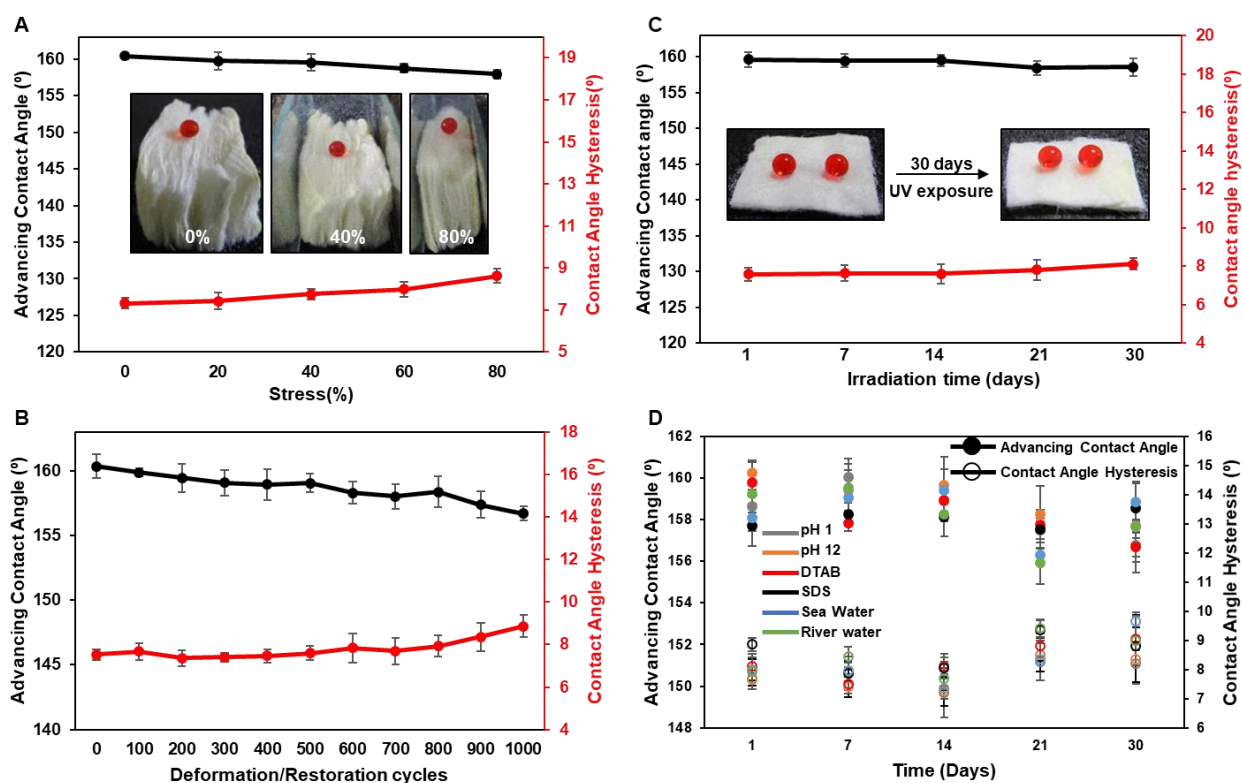 A
Advancing Contact Angle (º)
160
155
150
145
140
135
130
125
120
0%
40%
80%
19
17
15
13
11
9
7
5
Contact Angle Hysteresis(º)
0 20 40 60 80
Stress(%)
C
Advancing Contact angle (º)
160
155
150
145
140
135
130
125
120
30 days
UV exposure
20
18
16
14
12
10
8
6
4
Contact angle hysteresis(º)
1 7 14 21 30
Irradiation time (days)
B
Advancing Contact Angle (º)
160
155
150
145
140
18
16
14
12
10
8
6
4
Contact Angle Hysteresis (º)
0 100 200 300 400 500 600 700 800 900 1000
Deformation/Restoration cycles
D
Advancing Contact Angle (º)
162
160
158
156
154
152
150
148
Advancing Contact Angle
Contact Angle Hysteresis
pH 1
pH 12
DTAB
SDS
Sea Water
River water
16
15
14
13
12
11
10
9
8
7
6
Contact Angle Hysteresis (º)
1 7 14 21 30
Time (Days)